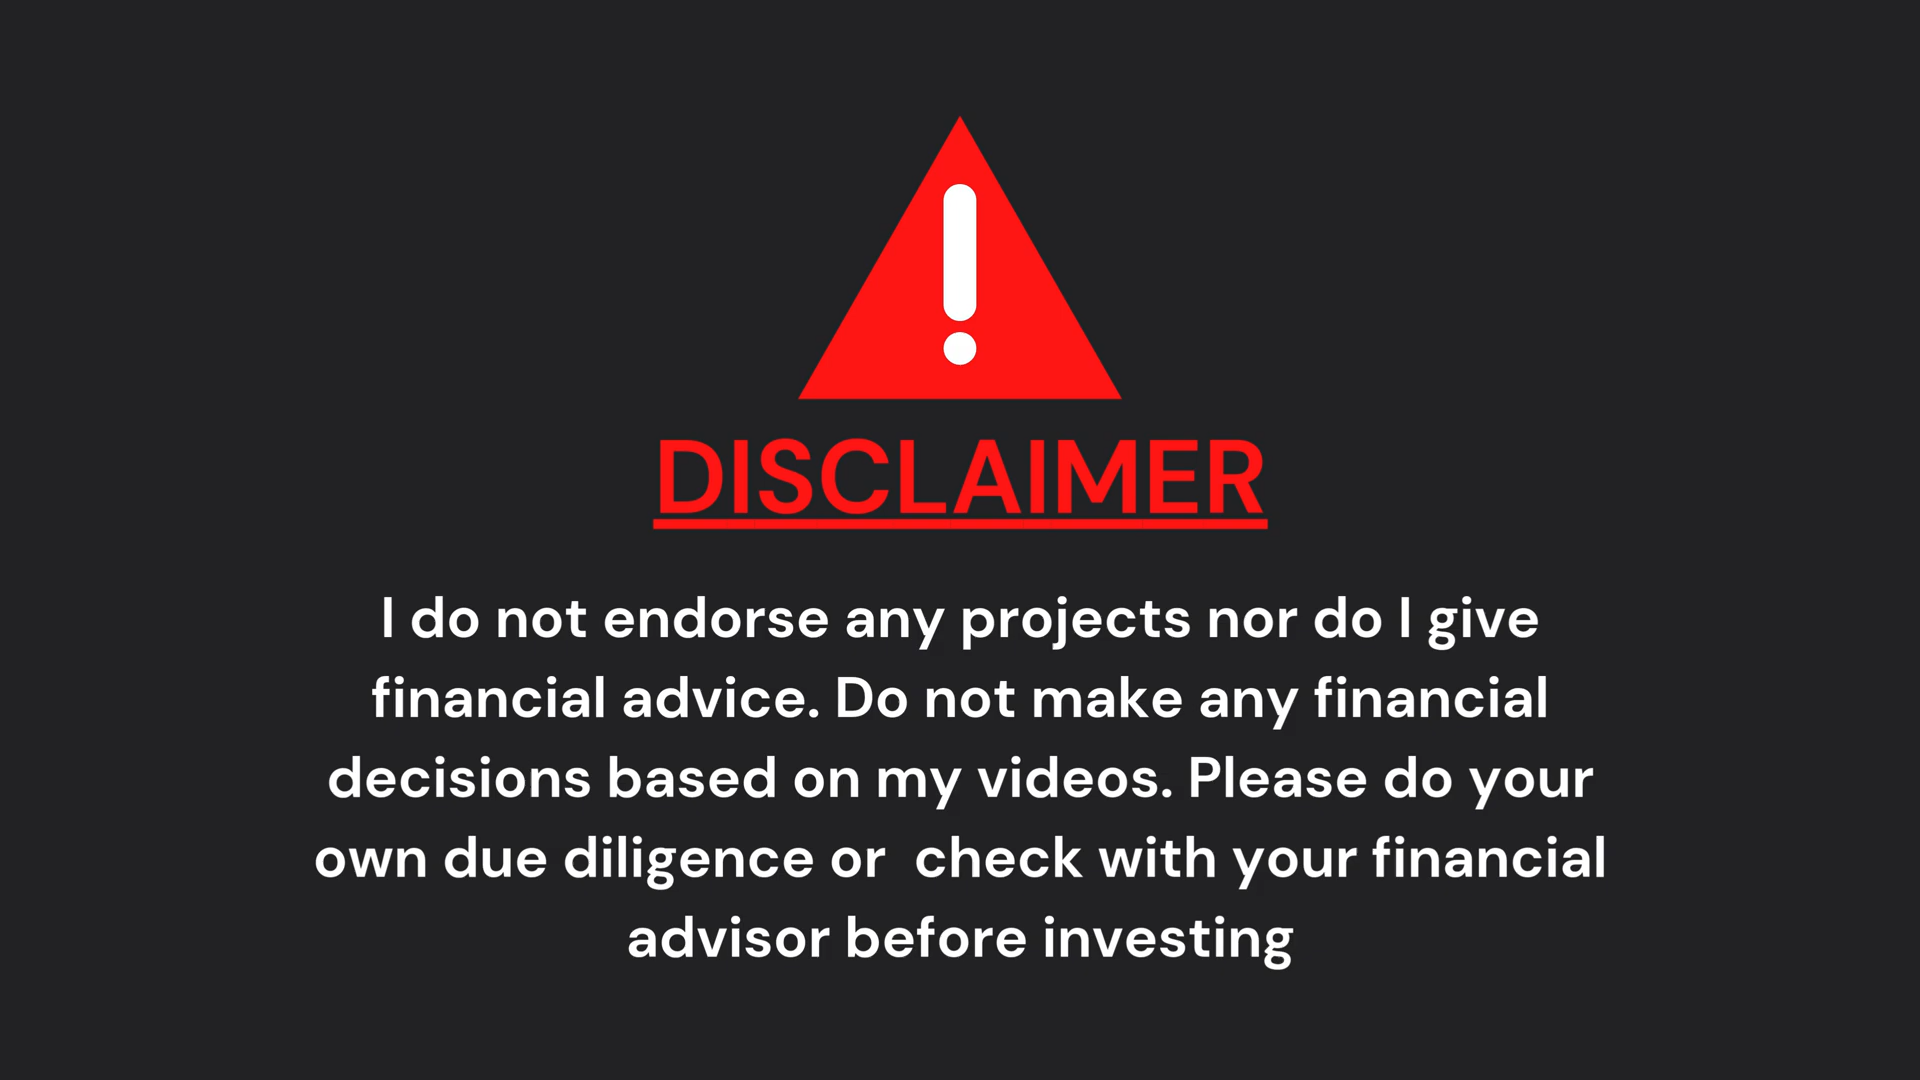 DISCLAIMER
I do not endorse any projects nor do I give
financial advice. Do not make any financial
decisions based on my videos. Please do your
own due diligence or  check with your financial
advisor before investing